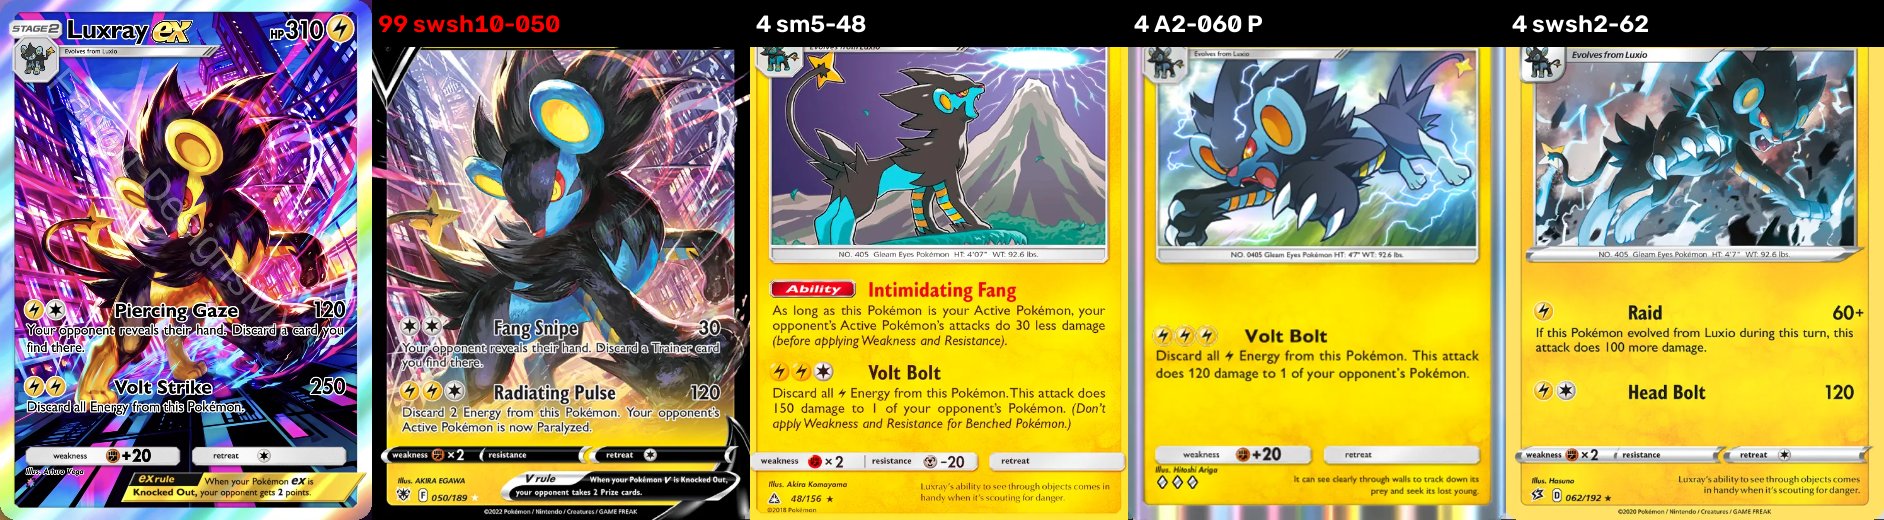 STAGE2 Luxray ex HP310
Evolves from Luxio
Piercing Gaze 120
Your opponent reveals their hand. Discard a card you
find there.
Volt Strike 250
Discard all Energy from this Pokémon.
weakness +20 retreat
Illus. Arturo Vega
ex rule When your Pokémon ex is
Knocked Out, your opponent gets 2 points.
99 swsh10-050
Fang Snipe 30
Your opponent reveals their hand. Discard a Trainer card
you find there.
Radiating Pulse 120
Discard 2 Energy from this Pokémon. Your opponent's
Active Pokémon is now Paralyzed.
weakness ×2 resistance retreat
Illus. AKIRA EGAWA
F 050/189
V rule When your Pokémon V is Knocked Out,
your opponent takes 2 Prize cards.
©2022 Pokémon / Nintendo / Creatures / GAME FREAK
4 sm5-48
Evolves from Luxio
NO. 405 Gleam Eyes Pokémon HT: 4'07" WT: 92.6 lbs.
Ability Intimidating Fang
As long as this Pokémon is your Active Pokémon, your
opponent's Active Pokémon's attacks do 30 less damage
(before applying Weakness and Resistance).
Volt Bolt
Discard all Energy from this Pokémon. This attack does
150 damage to 1 of your opponent's Pokémon. (Don't
apply Weakness and Resistance for Benched Pokémon.)
weakness ×2 resistance -20 retreat
Illus. Akira Komayama
48/156 ★
©2018 Pokémon
Luxray's ability to see through objects comes in
handy when it's scouting for danger.
4 A2-060 P
Evolves from Luxio
NO. 0405 Gleam Eyes Pokémon HT: 4'7" WT: 92.6 lbs.
Volt Bolt
Discard all Energy from this Pokémon. This attack
does 120 damage to 1 of your opponent's Pokémon.
weakness +20 retreat
Illus. Hitoshi Ariga
It can see clearly through walls to track down its
prey and seek its lost young.
4 swsh2-62
Evolves from Luxio
NO. 405 Gleam Eyes Pokémon HT: 4'7" WT: 92.6 lbs.
Raid 60+
If this Pokémon evolved from Luxio during this turn, this
attack does 100 more damage.
Head Bolt 120
weakness ×2 resistance retreat
Illus. Hasuno
D 062/192 ★
Luxray's ability to see through objects comes
in handy when it's scouting for danger.
©2020 Pokémon / Nintendo / Creatures / GAME FREAK